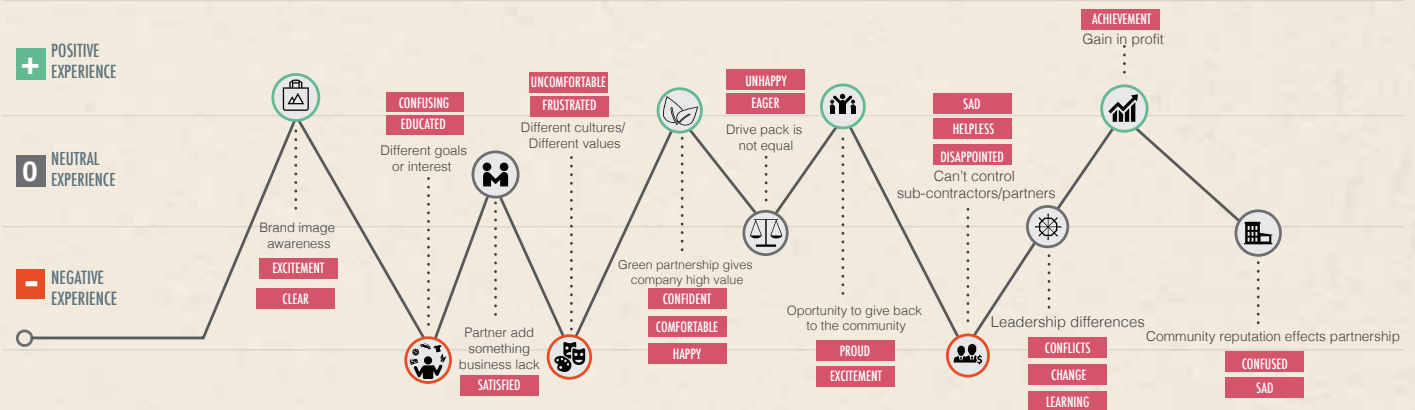 +
POSITIVE
EXPERIENCE
0
NEUTRAL
EXPERIENCE
-
NEGATIVE
EXPERIENCE
Brand image
awareness
EXCITEMENT
CLEAR
CONFUSING
EDUCATED
Different goals
or interest
Partner add
something
business lack
SATISFIED
UNCOMFORTABLE
FRUSTRATED
Different cultures/
Different values
Green partnership gives
company high value
CONFIDENT
COMFORTABLE
HAPPY
UNHAPPY
EAGER
Drive pack is
not equal
Oportunity to give back
to the community
PROUD
EXCITEMENT
SAD
HELPLESS
DISAPPOINTED
Can't control
sub-contractors/partners
$
Leadership differences
CONFLICTS
CHANGE
LEARNING
ACHIEVEMENT
Gain in profit
Community reputation effects partnership
CONFUSED
SAD